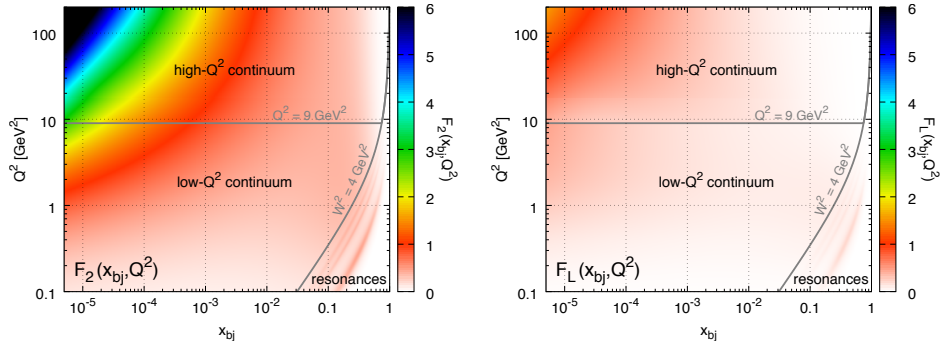 100
10
1
0.1
Q² [GeV²]
10⁻⁵
10⁻⁴
10⁻³
10⁻²
0.1
1
x_bj
high-Q² continuum
Q² = 9 GeV²
low-Q² continuum
W² = 4 GeV²
F₂(x_bj,Q²)
resonances
6
5
4
3
2
1
0
F₂(x_bj,Q²)
100
10
1
0.1
Q² [GeV²]
10⁻⁵
10⁻⁴
10⁻³
10⁻²
0.1
1
x_bj
high-Q² continuum
Q² = 9 GeV²
low-Q² continuum
W² = 4 GeV²
F_L(x_bj,Q²)
resonances
6
5
4
3
2
1
0
F_L(x_bj,Q²)